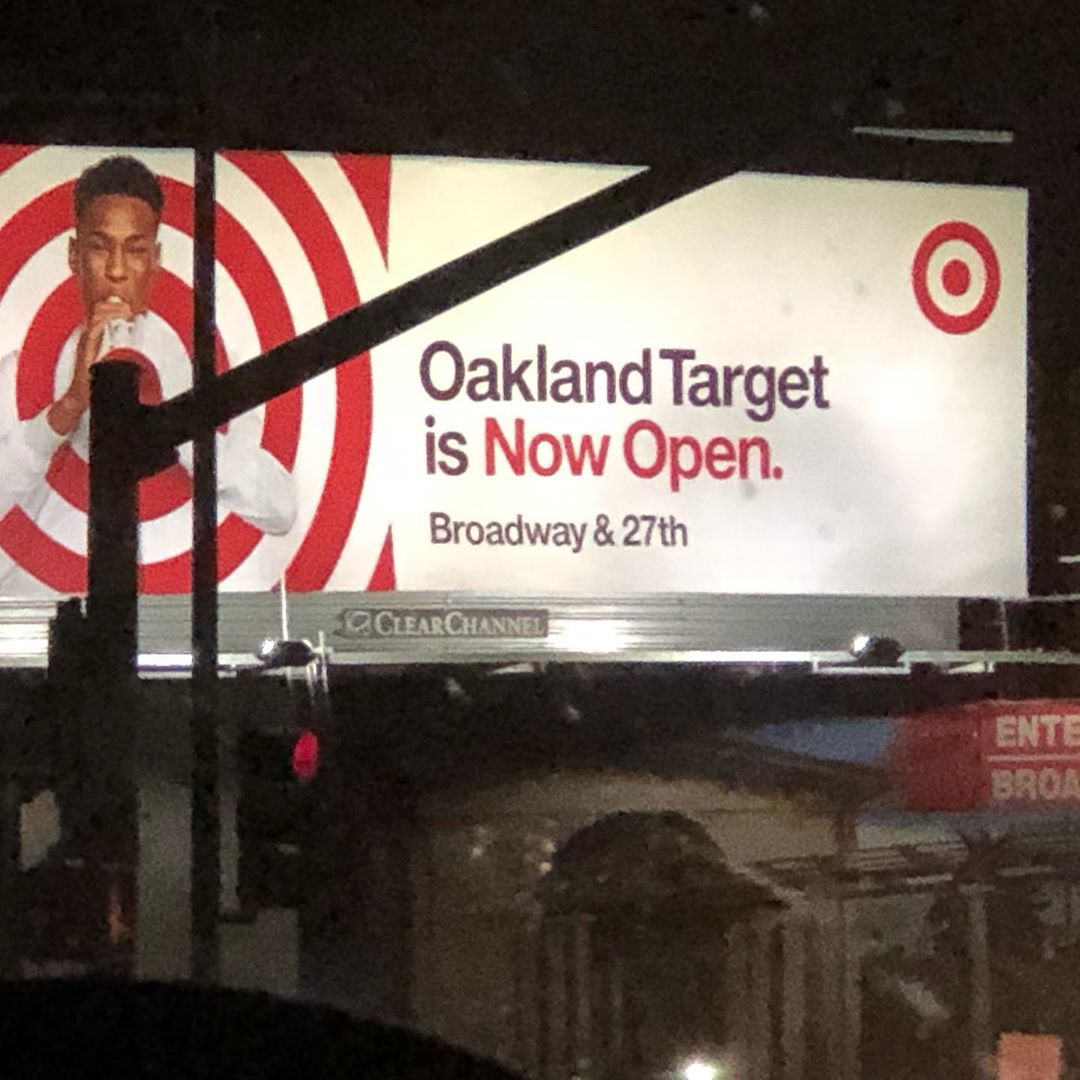 Oakland Target
is Now Open.
Broadway & 27th
CLEARCHANNEL
ENTE
BROA